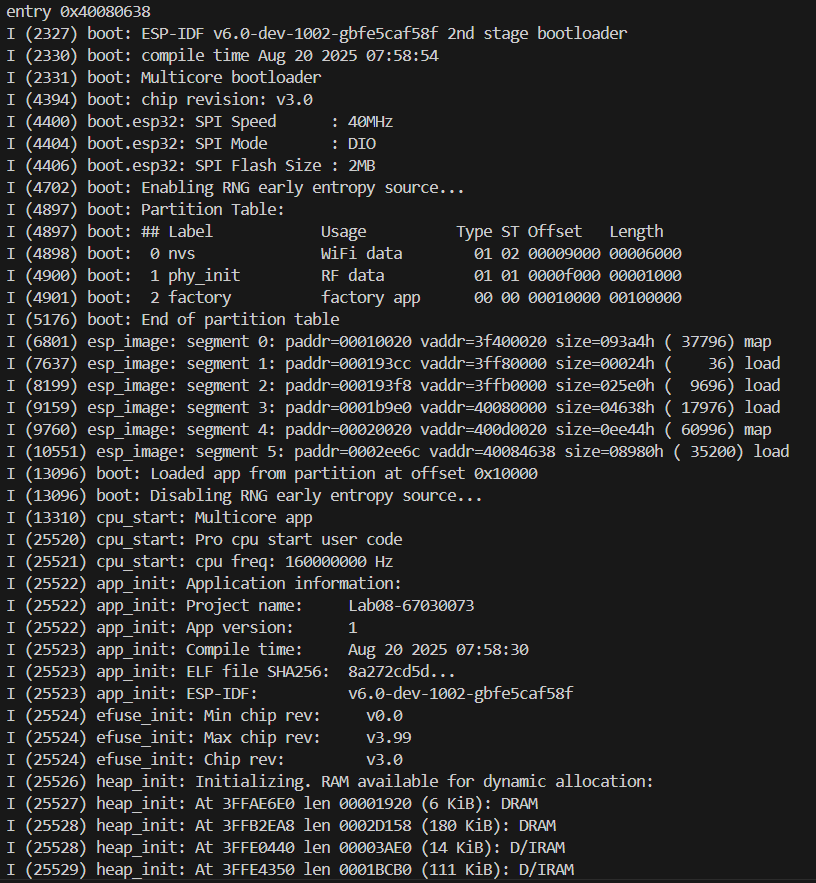 entry 0x40080638
I (2327) boot: ESP-IDF v6.0-dev-1002-gbfe5caf58f 2nd stage bootloader
I (2330) boot: compile time Aug 20 2025 07:58:54
I (2331) boot: Multicore bootloader
I (4394) boot: chip revision: v3.0
I (4400) boot.esp32: SPI Speed      : 40MHz
I (4404) boot.esp32: SPI Mode       : DIO
I (4406) boot.esp32: SPI Flash Size : 2MB
I (4702) boot: Enabling RNG early entropy source...
I (4897) boot: Partition Table:
I (4897) boot: ## Label            Usage          Type ST Offset   Length
I (4898) boot:  0 nvs              WiFi data        01 02 00009000 00006000
I (4900) boot:  1 phy_init         RF data          01 01 0000f000 00001000
I (4901) boot:  2 factory          factory app      00 00 00010000 00100000
I (5176) boot: End of partition table
I (6801) esp_image: segment 0: paddr=00010020 vaddr=3f400020 size=093a4h ( 37796) map
I (7637) esp_image: segment 1: paddr=000193cc vaddr=3ff80000 size=00024h (    36) load
I (8199) esp_image: segment 2: paddr=000193f8 vaddr=3ffb0000 size=025e0h (  9696) load
I (9159) esp_image: segment 3: paddr=0001b9e0 vaddr=40080000 size=04638h ( 17976) load
I (9760) esp_image: segment 4: paddr=00020020 vaddr=400d0020 size=0ee44h ( 60996) map
I (10551) esp_image: segment 5: paddr=0002ee6c vaddr=40084638 size=08980h ( 35200) load
I (13096) boot: Loaded app from partition at offset 0x10000
I (13096) boot: Disabling RNG early entropy source...
I (13310) cpu_start: Multicore app
I (25520) cpu_start: Pro cpu start user code
I (25521) cpu_start: cpu freq: 160000000 Hz
I (25522) app_init: Application information:
I (25522) app_init: Project name:     Lab08-67030073
I (25522) app_init: App version:      1
I (25523) app_init: Compile time:     Aug 20 2025 07:58:30
I (25523) app_init: ELF file SHA256:  8a272cd5d...
I (25523) app_init: ESP-IDF:          v6.0-dev-1002-gbfe5caf58f
I (25524) efuse_init: Min chip rev:     v0.0
I (25524) efuse_init: Max chip rev:     v3.99
I (25524) efuse_init: Chip rev:         v3.0
I (25526) heap_init: Initializing. RAM available for dynamic allocation:
I (25527) heap_init: At 3FFAE6E0 len 00001920 (6 KiB): DRAM
I (25528) heap_init: At 3FFB2EA8 len 0002D158 (180 KiB): DRAM
I (25528) heap_init: At 3FFE0440 len 00003AE0 (14 KiB): D/IRAM
I (25529) heap_init: At 3FFE4350 len 0001BCB0 (111 KiB): D/IRAM